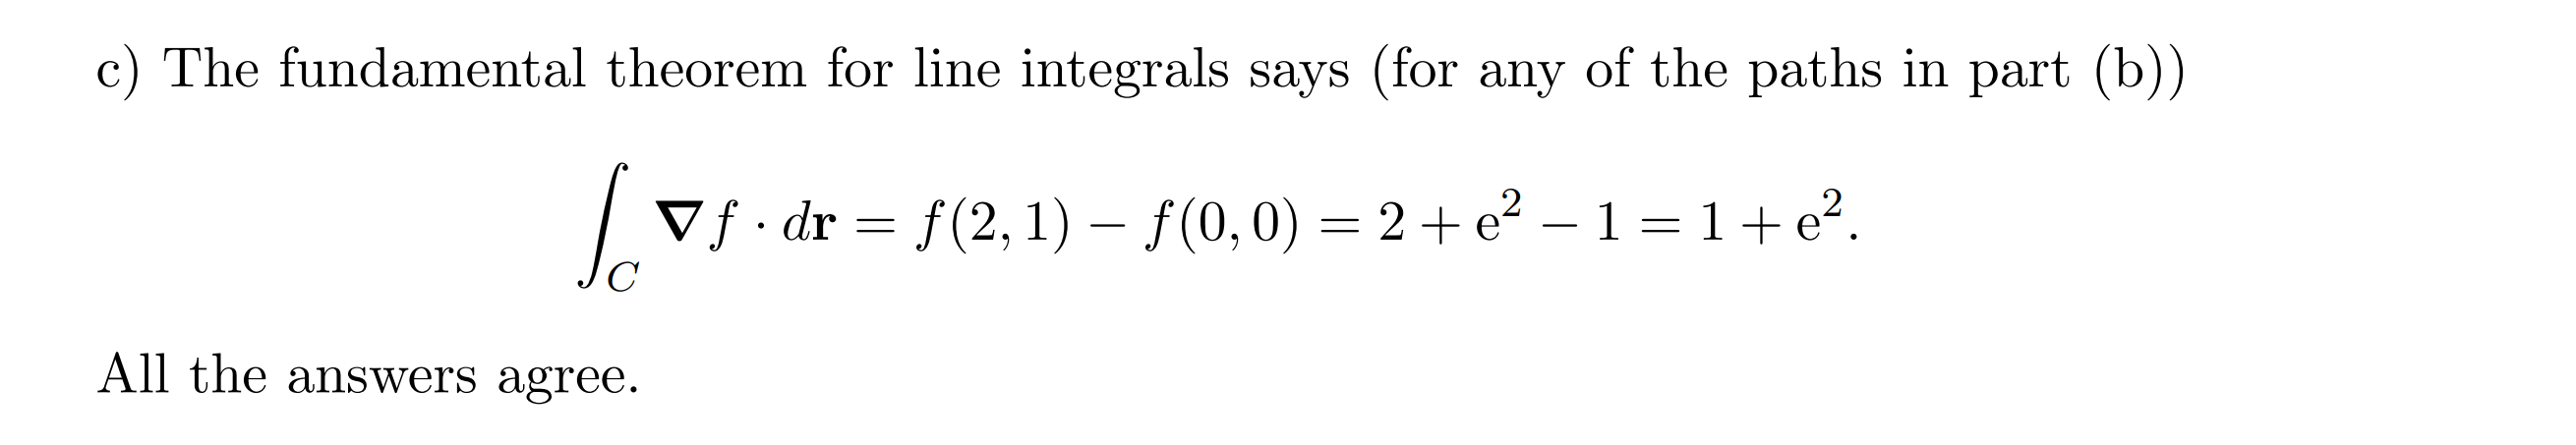 c) The fundamental theorem for line integrals says (for any of the paths in part (b))
∫_C ∇f · dr = f(2, 1) − f(0, 0) = 2 + e² − 1 = 1 + e².
All the answers agree.